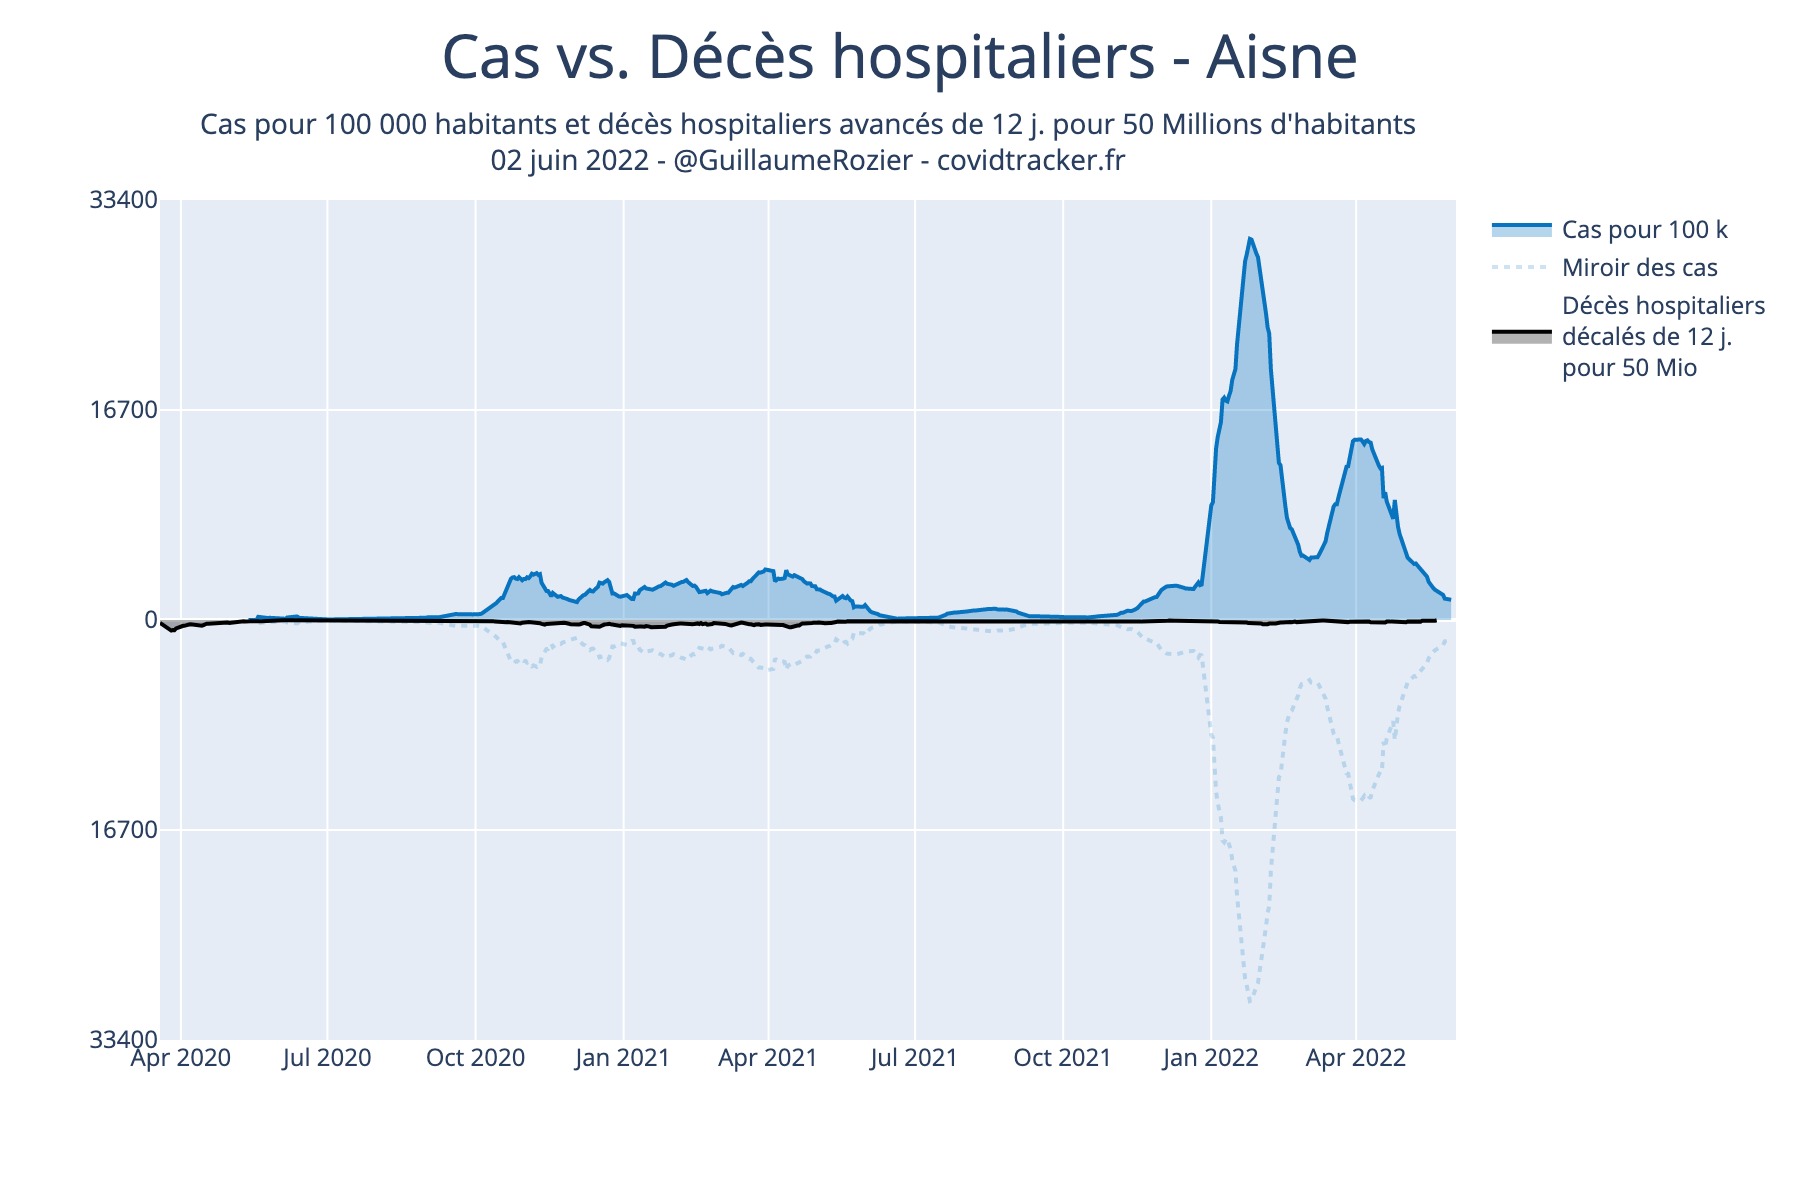 Cas vs. Décès hospitaliers - Aisne
Cas pour 100 000 habitants et décès hospitaliers avancés de 12 j. pour 50 Millions d'habitants
02 juin 2022 - @GuillaumeRozier - covidtracker.fr
33400
16700
0
16700
33400
Apr 2020
Jul 2020
Oct 2020
Jan 2021
Apr 2021
Jul 2021
Oct 2021
Jan 2022
Apr 2022
Cas pour 100 k
Miroir des cas
Décès hospitaliers
décalés de 12 j.
pour 50 Mio